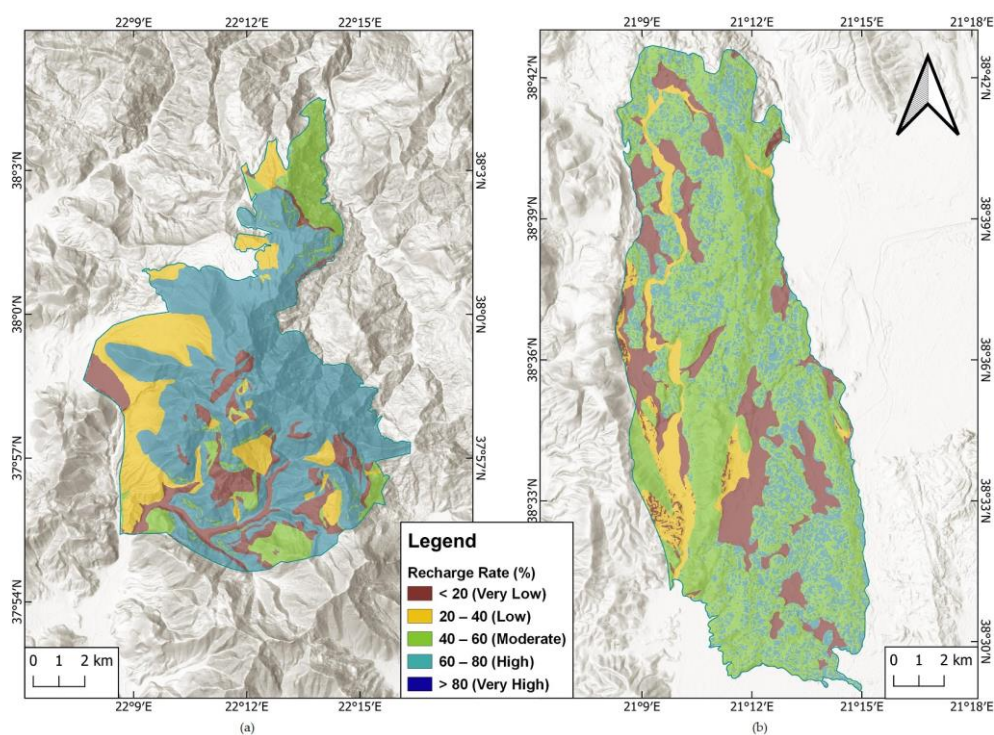 22°9'E 22°12'E 22°15'E
21°9'E 21°12'E 21°15'E 21°18'E
38°3'N
38°0'N
37°57'N
37°54'N
38°3'N
38°0'N
37°57'N
38°42'N
38°39'N
38°36'N
38°33'N
38°42'N
38°39'N
38°36'N
38°33'N
38°30'N
Legend
Recharge Rate (%)
< 20 (Very Low)
20 – 40 (Low)
40 – 60 (Moderate)
60 – 80 (High)
> 80 (Very High)
0 1 2 km
0 1 2 km
22°9'E 22°12'E 22°15'E
21°9'E 21°12'E 21°15'E 21°18'E
(a)
(b)